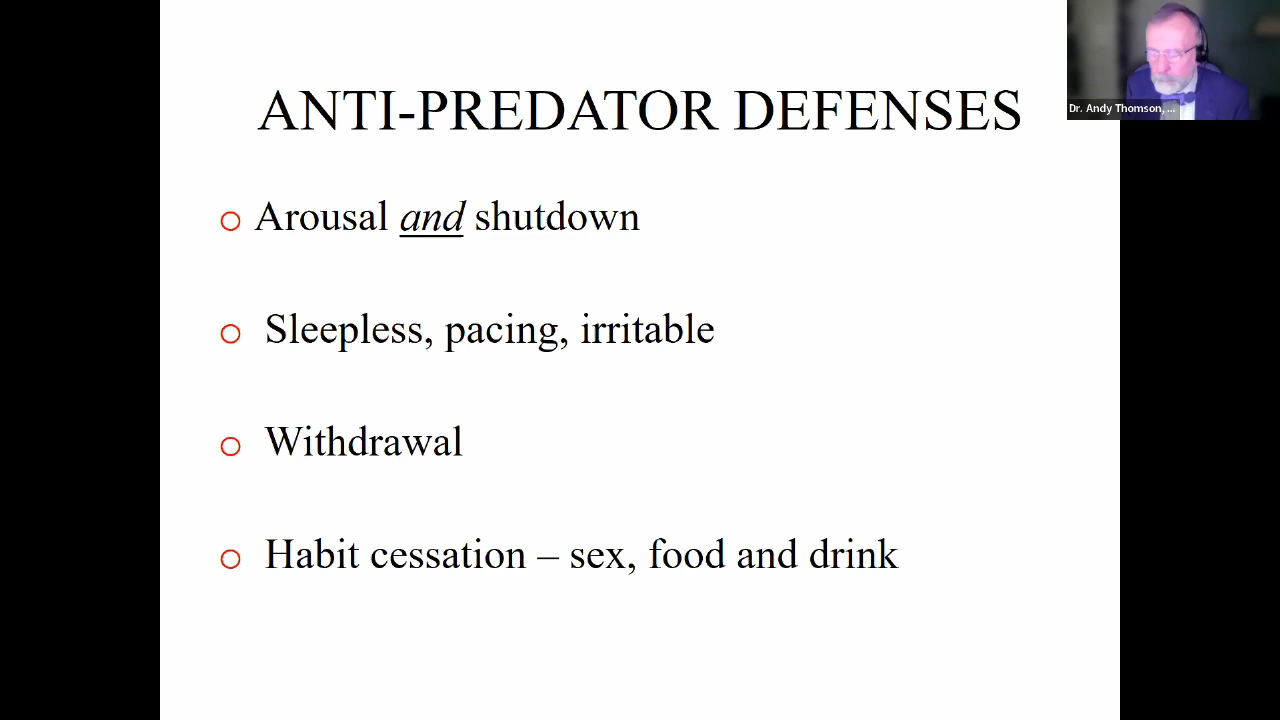 ANTI-PREDATOR DEFENSES
Arousal and shutdown
Sleepless, pacing, irritable
Withdrawal
Habit cessation – sex, food and drink
Dr. Andy Thomson, ...